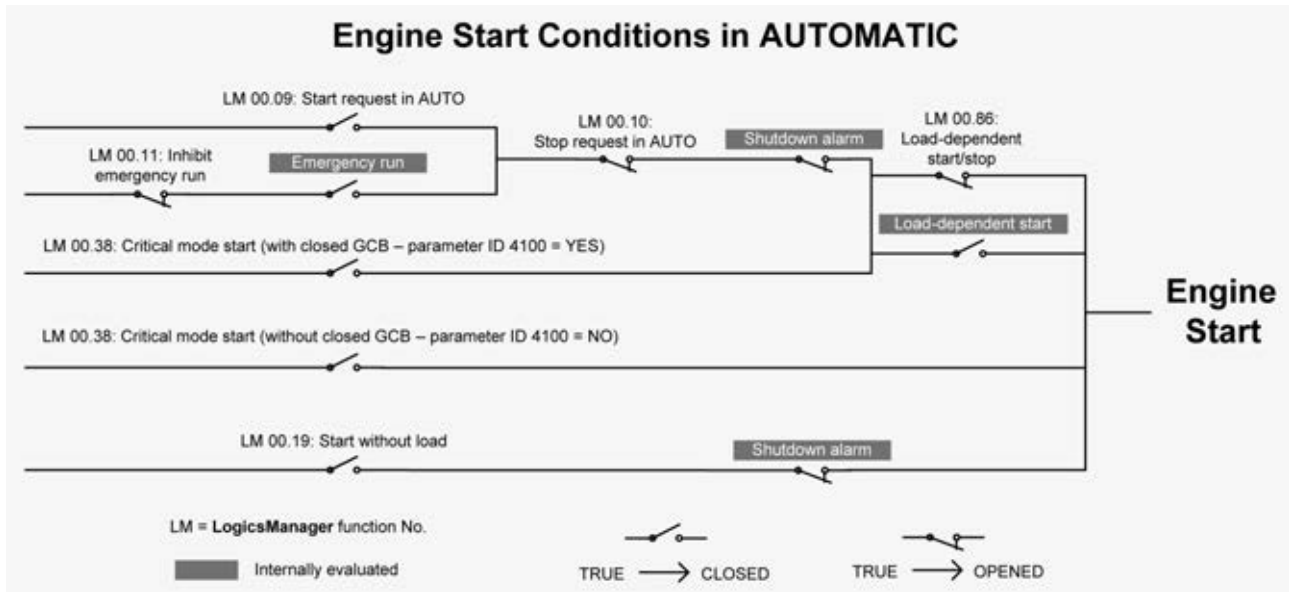 Engine Start Conditions in AUTOMATIC
LM 00.09: Start request in AUTO
LM 00.10:
Stop request in AUTO
Shutdown alarm
LM 00.86:
Load-dependent
start/stop
LM 00.11: Inhibit
emergency run
Emergency run
Load-dependent start
LM 00.38: Critical mode start (with closed GCB – parameter ID 4100 = YES)
Engine
Start
LM 00.38: Critical mode start (without closed GCB – parameter ID 4100 = NO)
LM 00.19: Start without load
Shutdown alarm
LM = LogicsManager function No.
Internally evaluated
TRUE CLOSED
TRUE OPENED